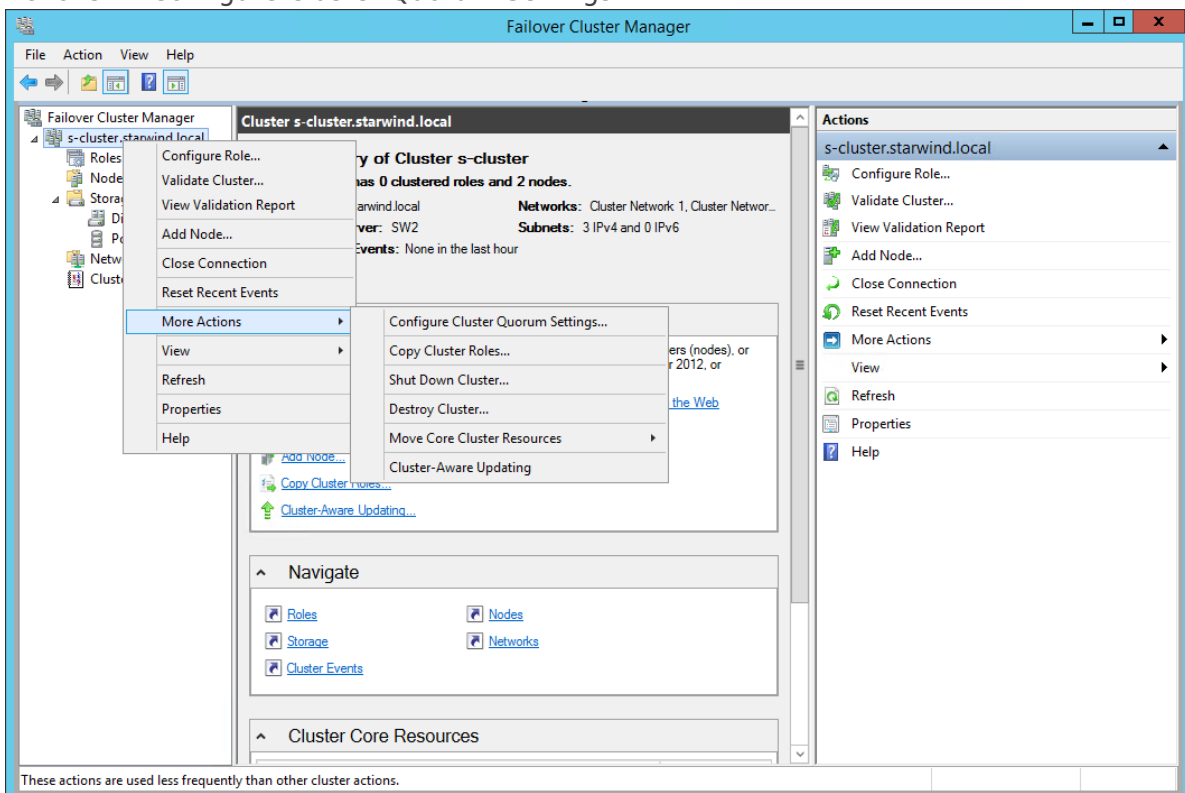 Failover Cluster Manager
File Action View Help
Failover Cluster Manager
s-cluster.starwind.local
Roles
Node
Stora
Di
Po
Netw
Cluste
Configure Role...
Validate Cluster...
View Validation Report
Add Node...
Close Connection
Reset Recent Events
More Actions
View
Refresh
Properties
Help
Configure Cluster Quorum Settings...
Copy Cluster Roles...
Shut Down Cluster...
Destroy Cluster...
Move Core Cluster Resources
Cluster-Aware Updating
Cluster s-cluster.starwind.local
y of Cluster s-cluster
has 0 clustered roles and 2 nodes.
arwind.local Networks: Cluster Network 1, Cluster Networ...
ver: SW2 Subnets: 3 IPv4 and 0 IPv6
Events: None in the last hour
ers (nodes), or
r 2012, or
the Web
Add Node...
Copy Cluster Roles...
Cluster-Aware Updating...
Navigate
Roles Nodes
Storage Networks
Cluster Events
Cluster Core Resources
Actions
s-cluster.starwind.local
Configure Role...
Validate Cluster...
View Validation Report
Add Node...
Close Connection
Reset Recent Events
More Actions
View
Refresh
Properties
Help
These actions are used less frequently than other cluster actions.